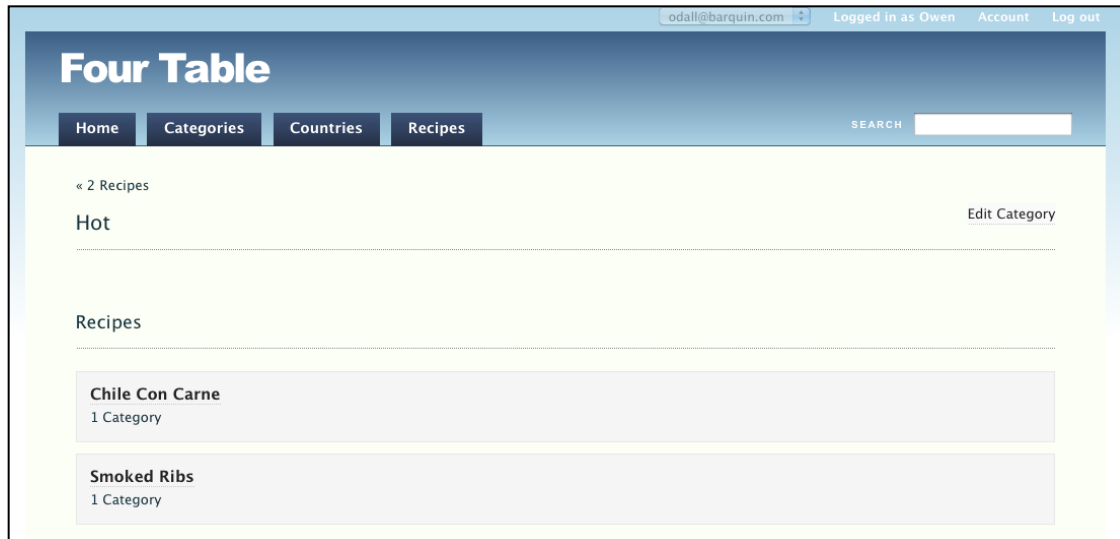 odall@barquin.com Logged in as Owen Account Log out
Four Table
Home Categories Countries Recipes SEARCH
« 2 Recipes
Hot Edit Category
Recipes
Chile Con Carne
1 Category
Smoked Ribs
1 Category